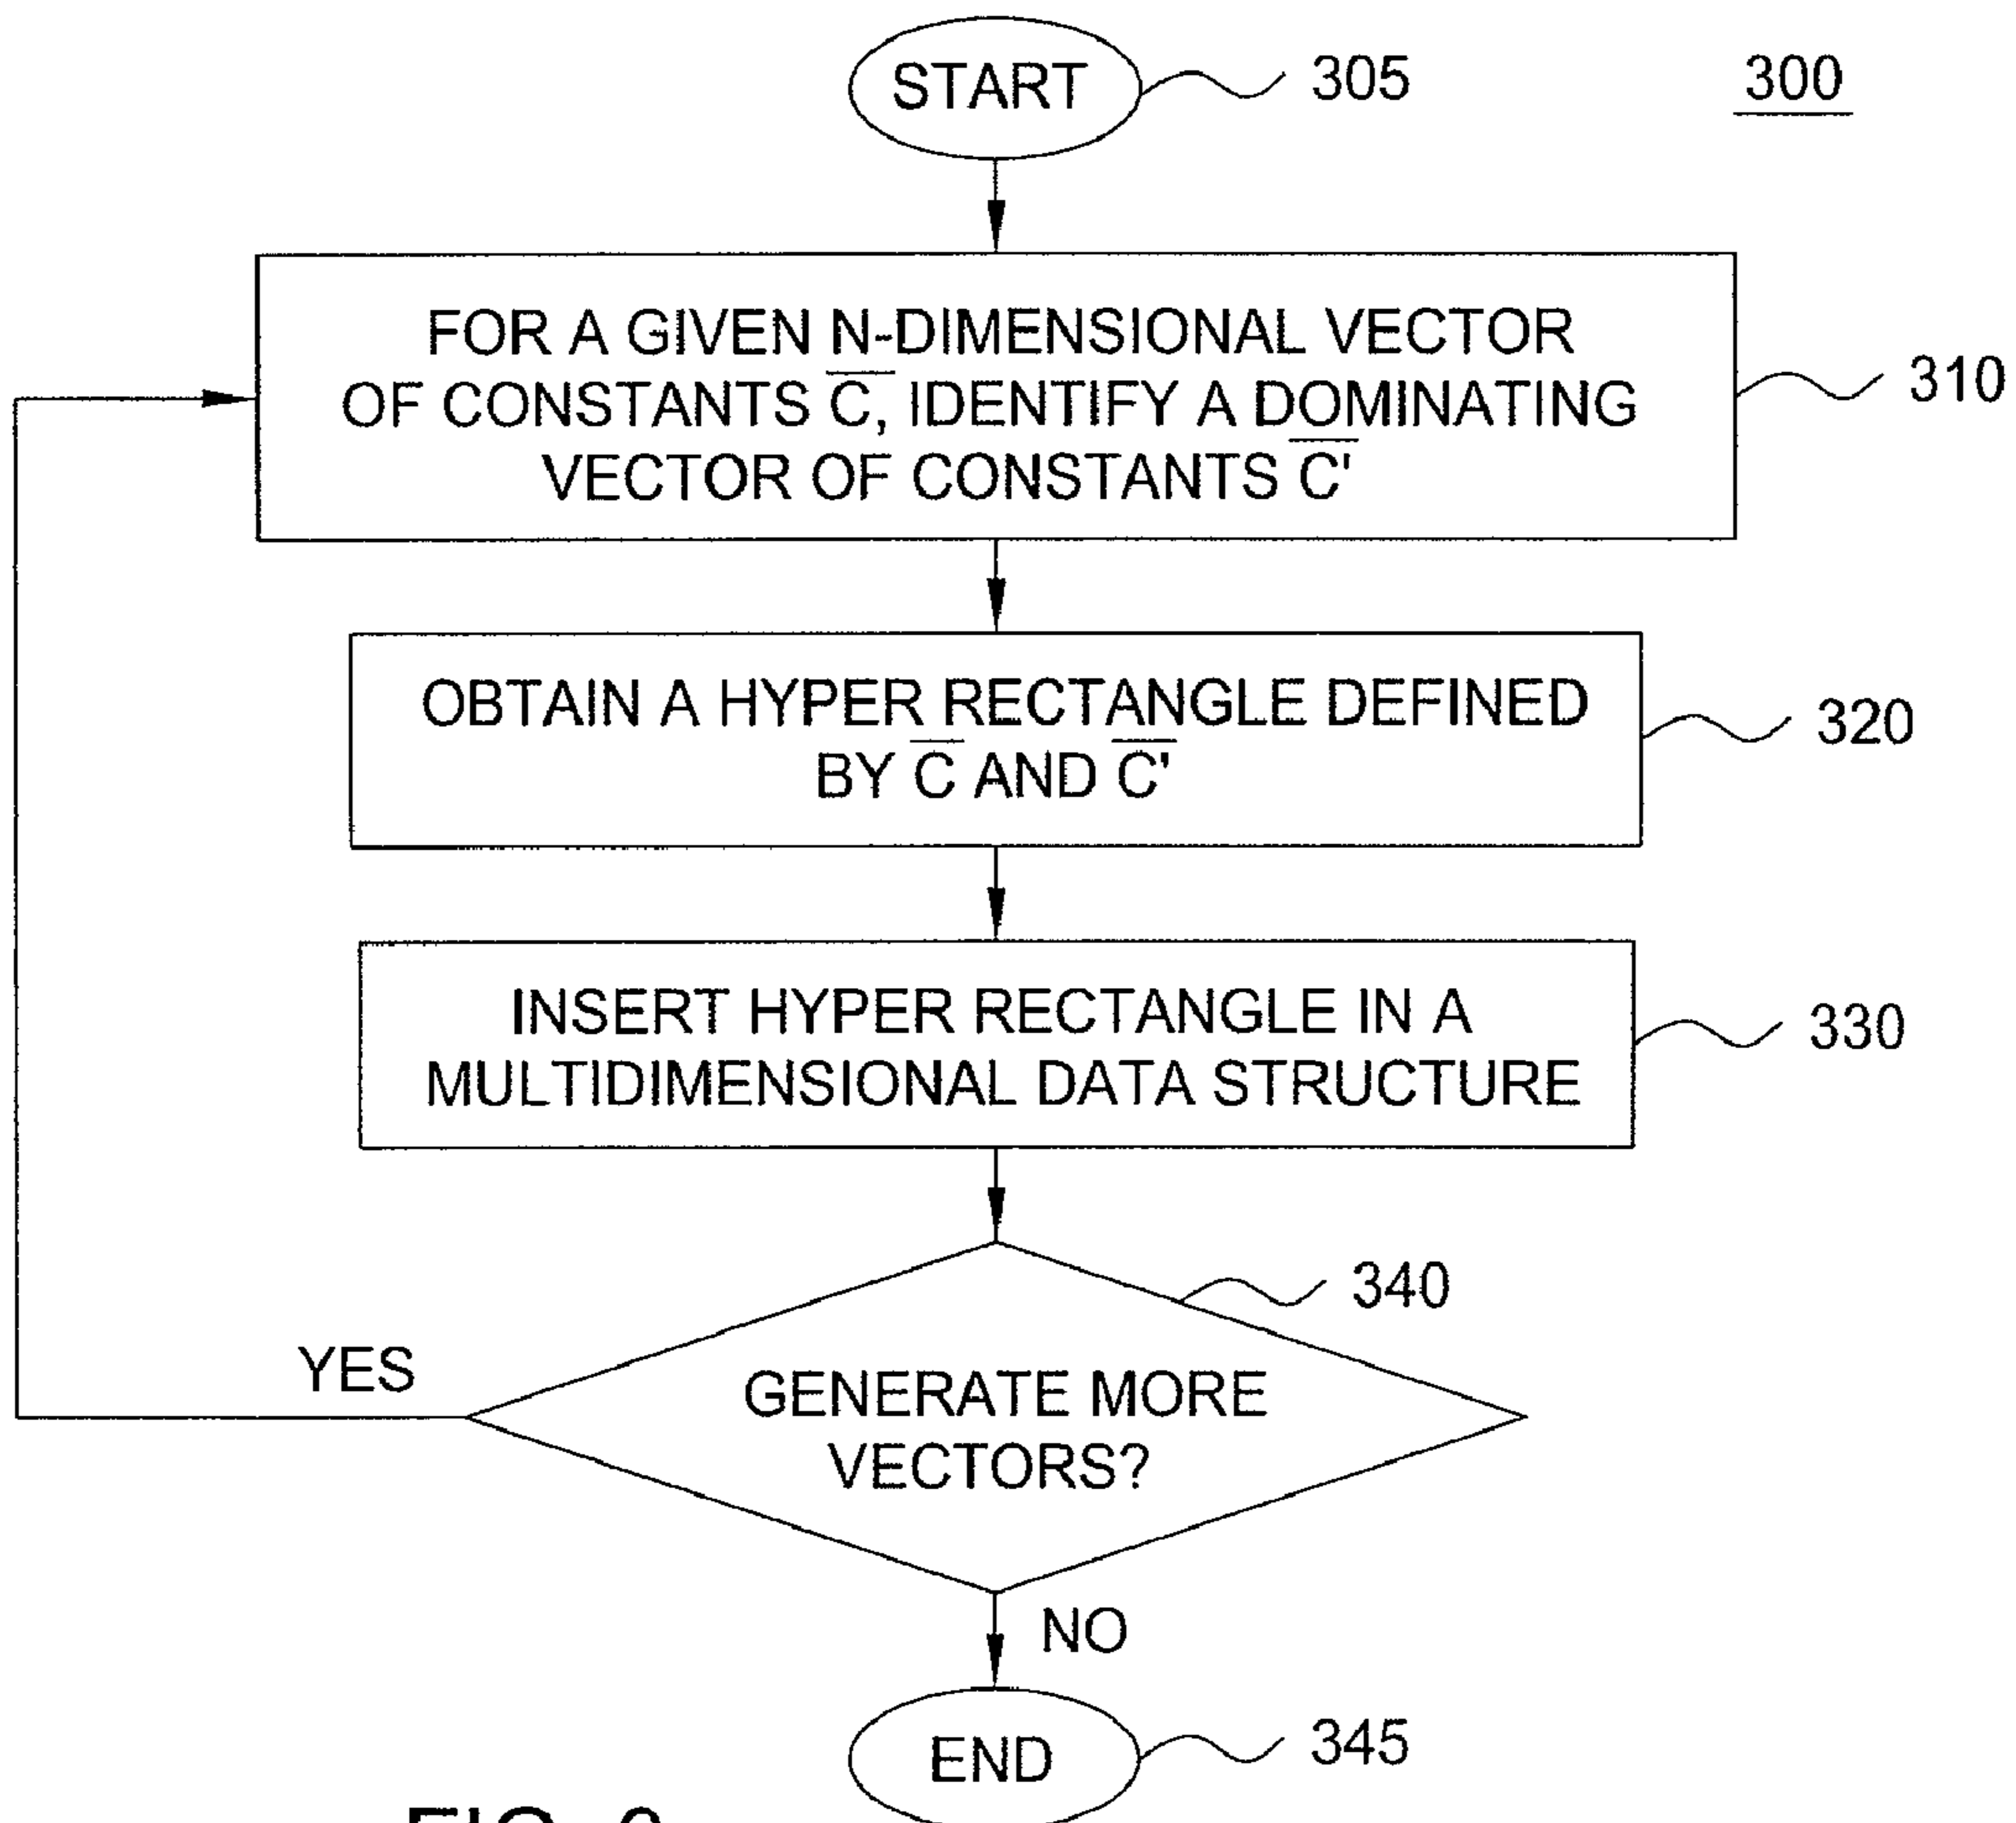 START
305
300
FOR A GIVEN N-DIMENSIONAL VECTOR
OF CONSTANTS C̅, IDENTIFY A DOMINATING
VECTOR OF CONSTANTS C̅'
310
OBTAIN A HYPER RECTANGLE DEFINED
BY C̅ AND C̅'
320
INSERT HYPER RECTANGLE IN A
MULTIDIMENSIONAL DATA STRUCTURE
330
340
YES
GENERATE MORE
VECTORS?
NO
END
345
FIG.